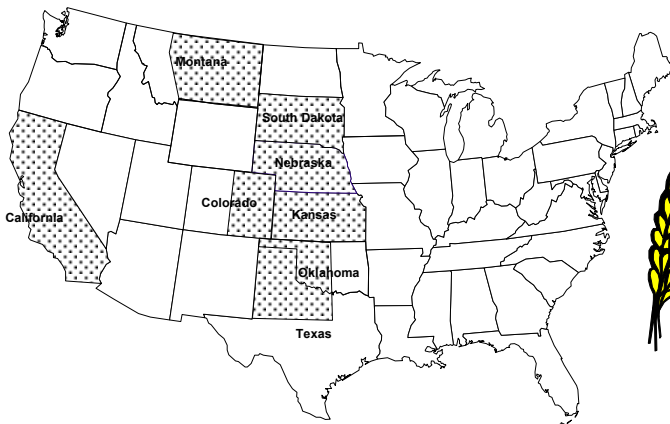 Montana
South Dakota
Nebraska
Colorado
Kansas
California
Oklahoma
Texas